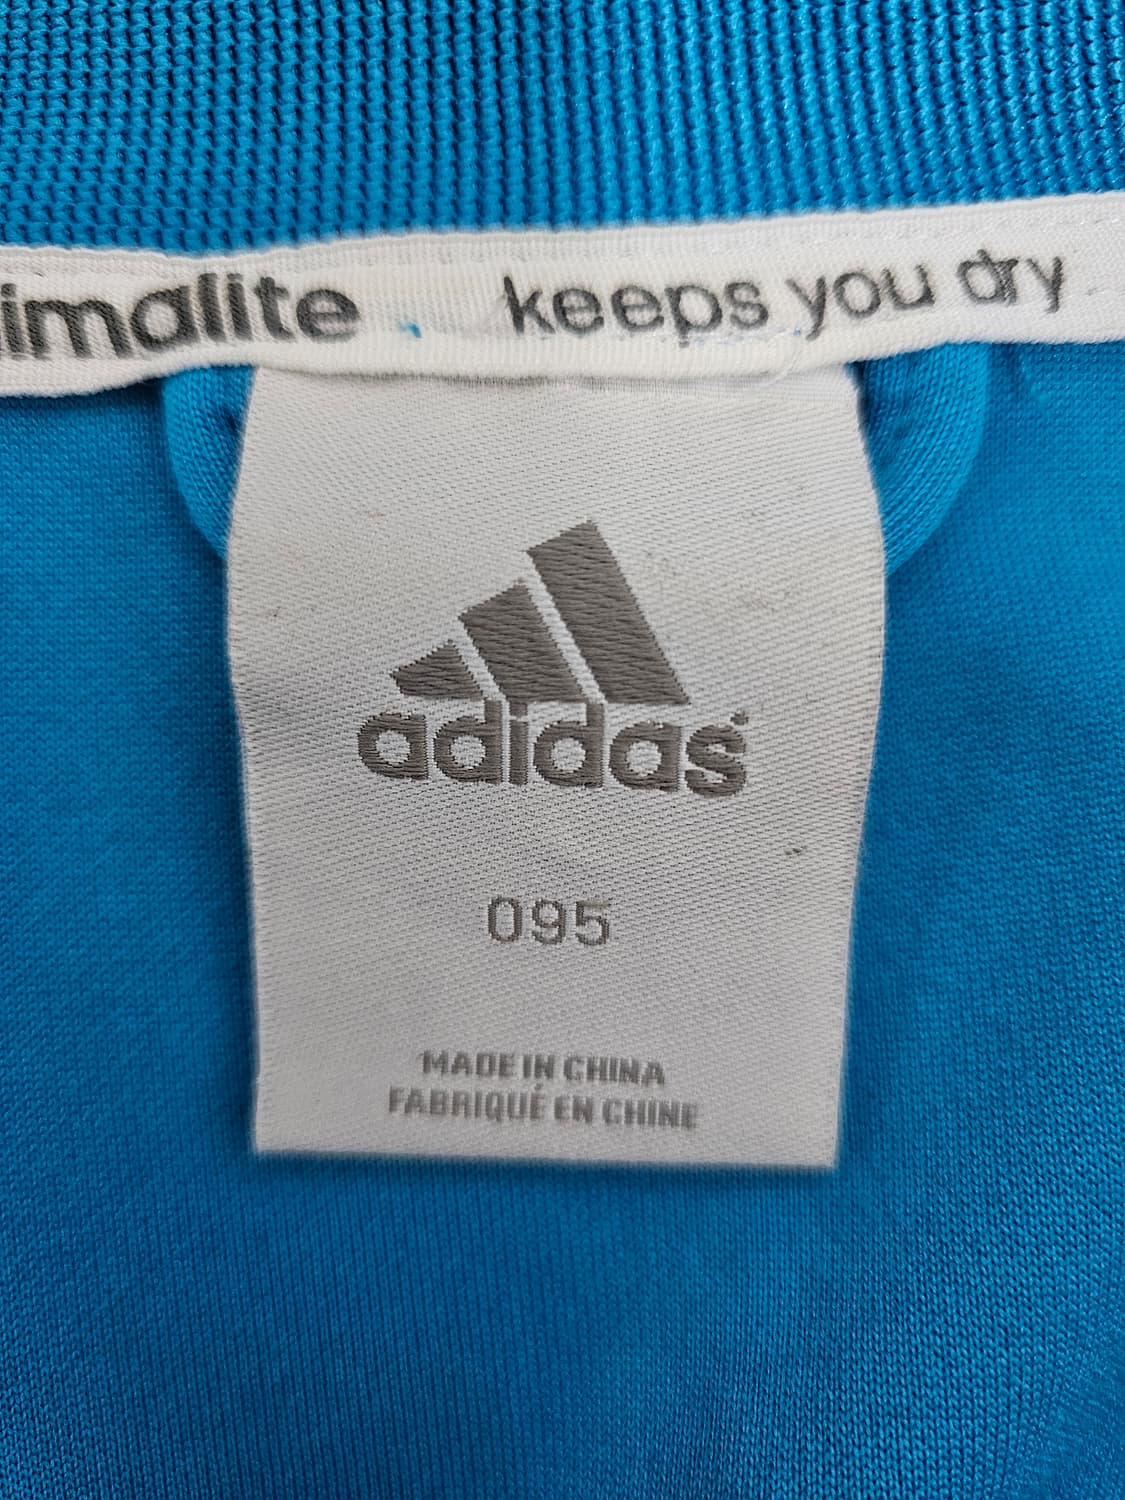 imalite keeps you dry
adidas
095
MADE IN CHINA
FABRIQUÉ EN CHINE